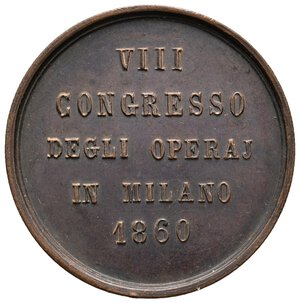 VIII
CONGRESSO
DEGLI OPERAJ
IN MILANO
1860